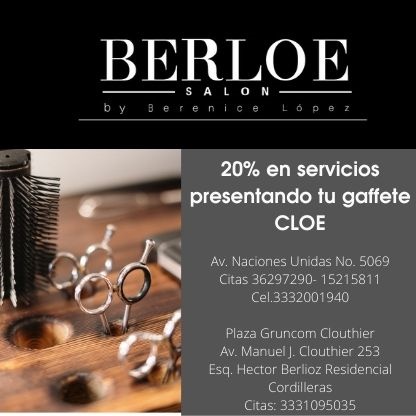 BERLOE
SALON
by Berenice López
20% en servicios
presentando tu gaffete
CLOE
Av. Naciones Unidas No. 5069
Citas 36297290- 15215811
Cel.3332001940
Plaza Gruncom Clouthier
Av. Manuel J. Clouthier 253
Esq. Hector Berlioz Residencial
Cordilleras
Citas: 3331095035